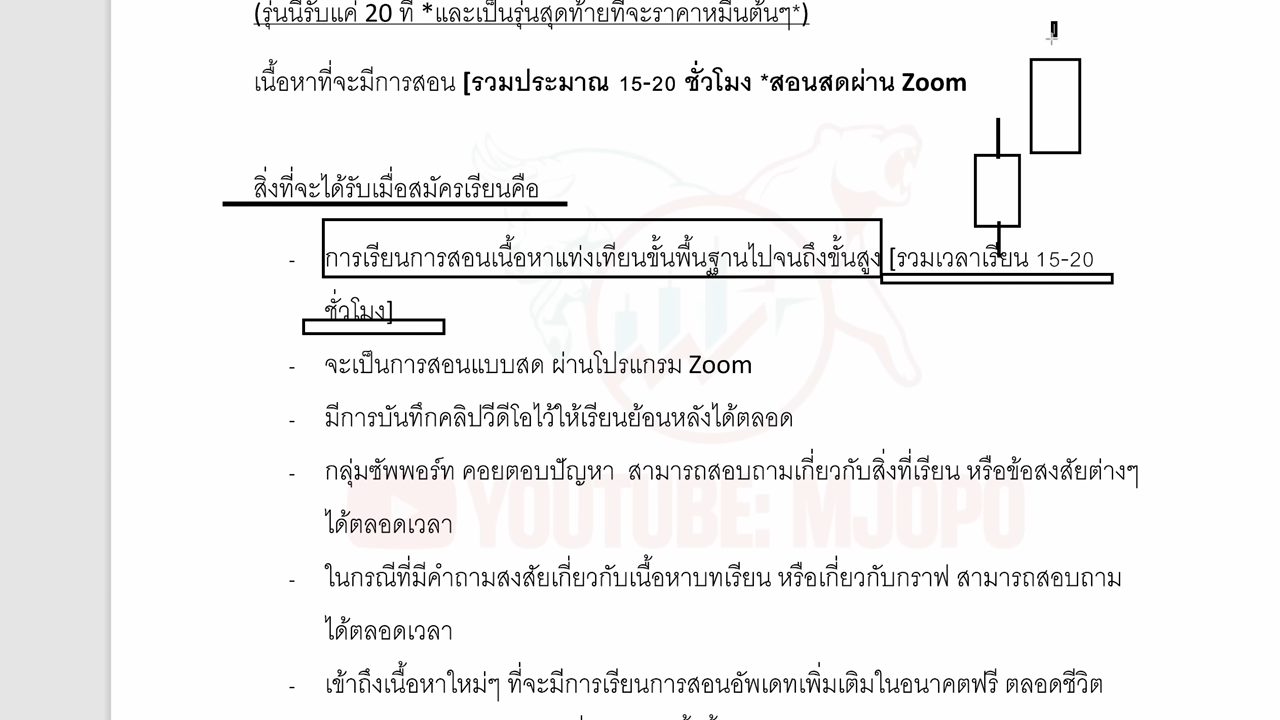 (รุ่นนี้รับแค่ 20 ที่ *และเป็นรุ่นสุดท้ายที่จะราคาหมื่นต้นๆ*)
เนื้อหาที่จะมีการสอน [รวมประมาณ 15-20 ชั่วโมง *สอนสดผ่าน Zoom
สิ่งที่จะได้รับเมื่อสมัครเรียนคือ
- การเรียนการสอนเนื้อหาแท่งเทียนขั้นพื้นฐานไปจนถึงขั้นสูง [รวมเวลาเรียน 15-20
ชั่วโมง]
- จะเป็นการสอนแบบสด ผ่านโปรแกรม Zoom
- มีการบันทึกคลิปวีดีโอไว้ให้เรียนย้อนหลังได้ตลอด
- กลุ่มซัพพอร์ท คอยตอบปัญหา สามารถสอบถามเกี่ยวกับสิ่งที่เรียน หรือข้อสงสัยต่างๆ
ได้ตลอดเวลา
YOUTUBE: MJOPO
- ในกรณีที่มีคำถามสงสัยเกี่ยวกับเนื้อหาบทเรียน หรือเกี่ยวกับกราฟ สามารถสอบถาม
ได้ตลอดเวลา
- เข้าถึงเนื้อหาใหม่ๆ ที่จะมีการเรียนการสอนอัพเดทเพิ่มเติมในอนาคตฟรี ตลอดชีวิต